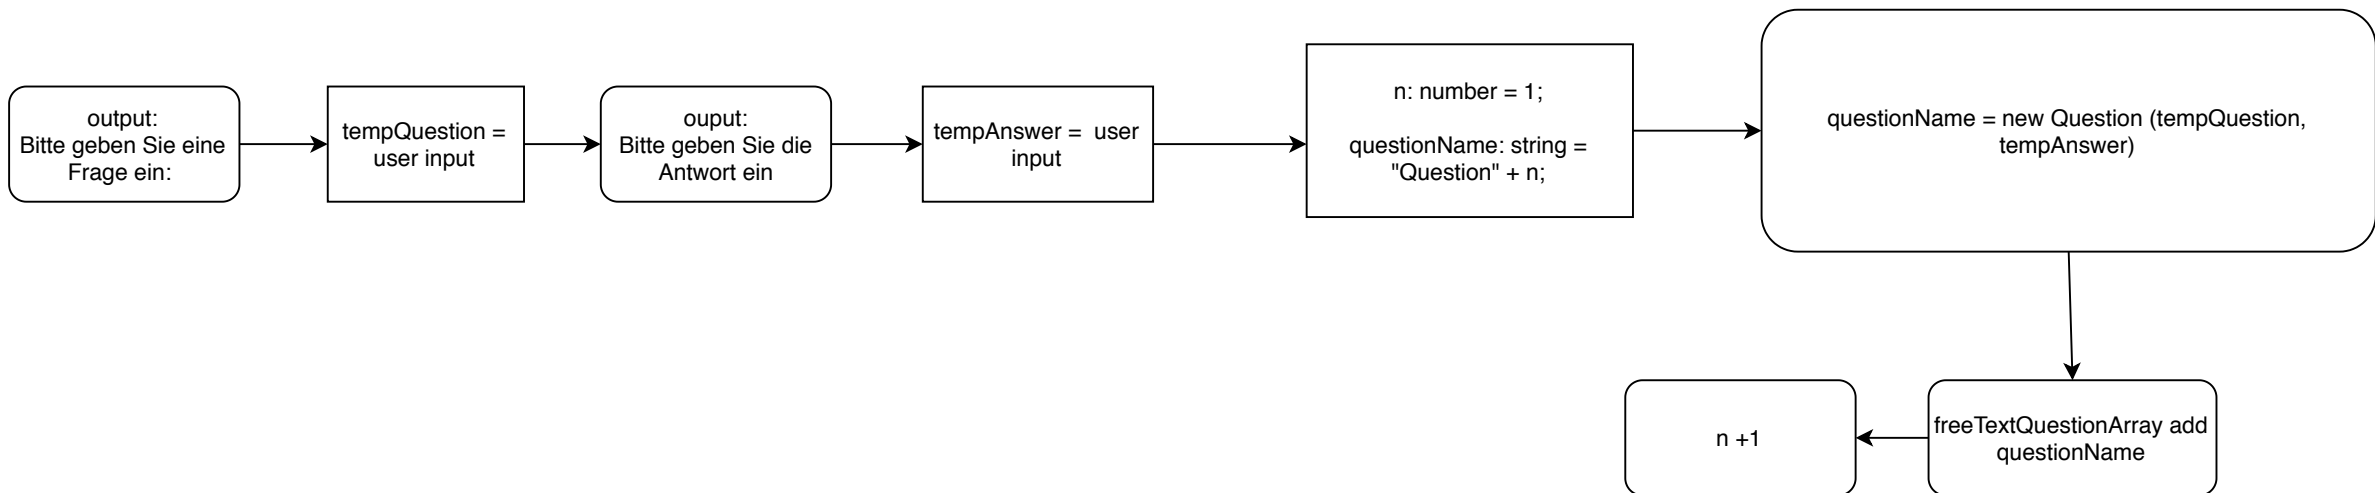 output:
Bitte geben Sie eine
Frage ein:
tempQuestion =
user input
ouput:
Bitte geben Sie die
Antwort ein
tempAnswer =  user
input
n: number = 1;
questionName: string =
"Question" + n;
questionName = new Question (tempQuestion,
tempAnswer)
freeTextQuestionArray add
questionName
n +1